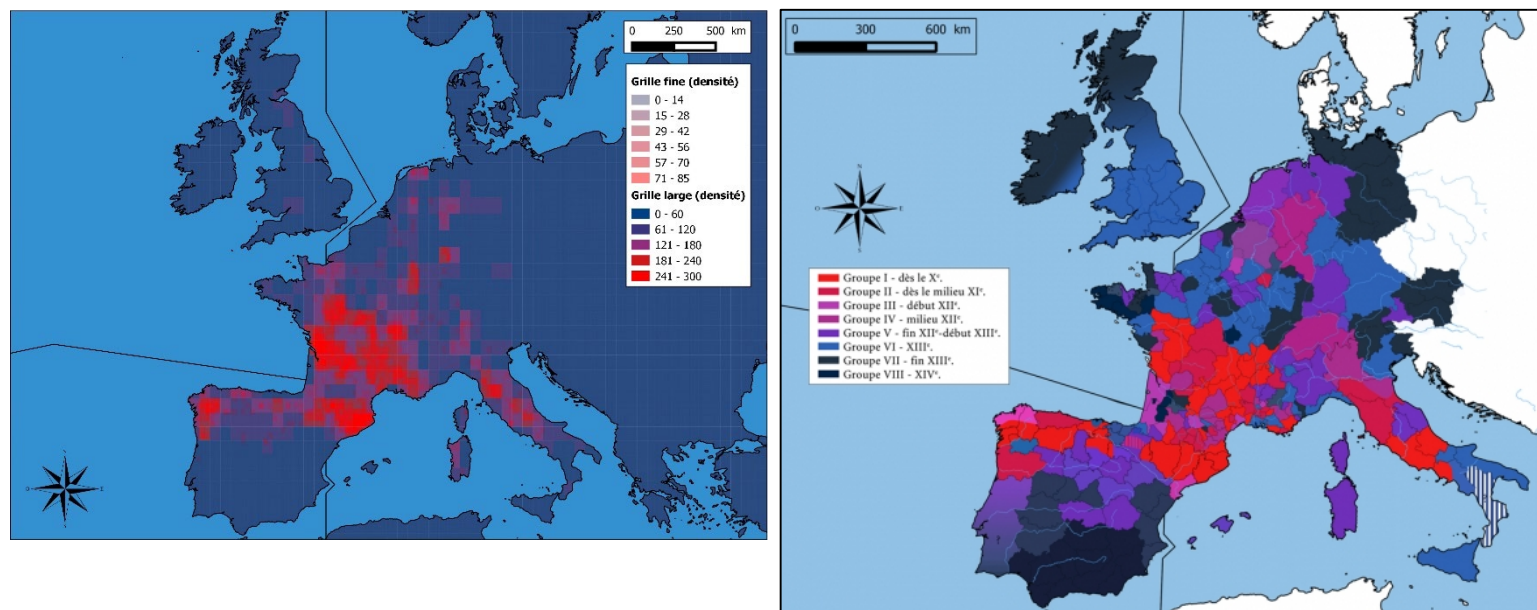 0 250 500 km
Grille fine (densité)
0 - 14
15 - 28
29 - 42
43 - 56
57 - 70
71 - 85
Grille large (densité)
0 - 60
61 - 120
121 - 180
181 - 240
241 - 300
0 300 600 km
N
O E
S
Groupe I - dès le Xᵉ.
Groupe II - dès le milieu XIᵉ.
Groupe III - début XIIᵉ.
Groupe IV - milieu XIIᵉ.
Groupe V - fin XIIᵉ-début XIIIᵉ.
Groupe VI - XIIIᵉ.
Groupe VII - fin XIIIᵉ.
Groupe VIII - XIVᵉ.